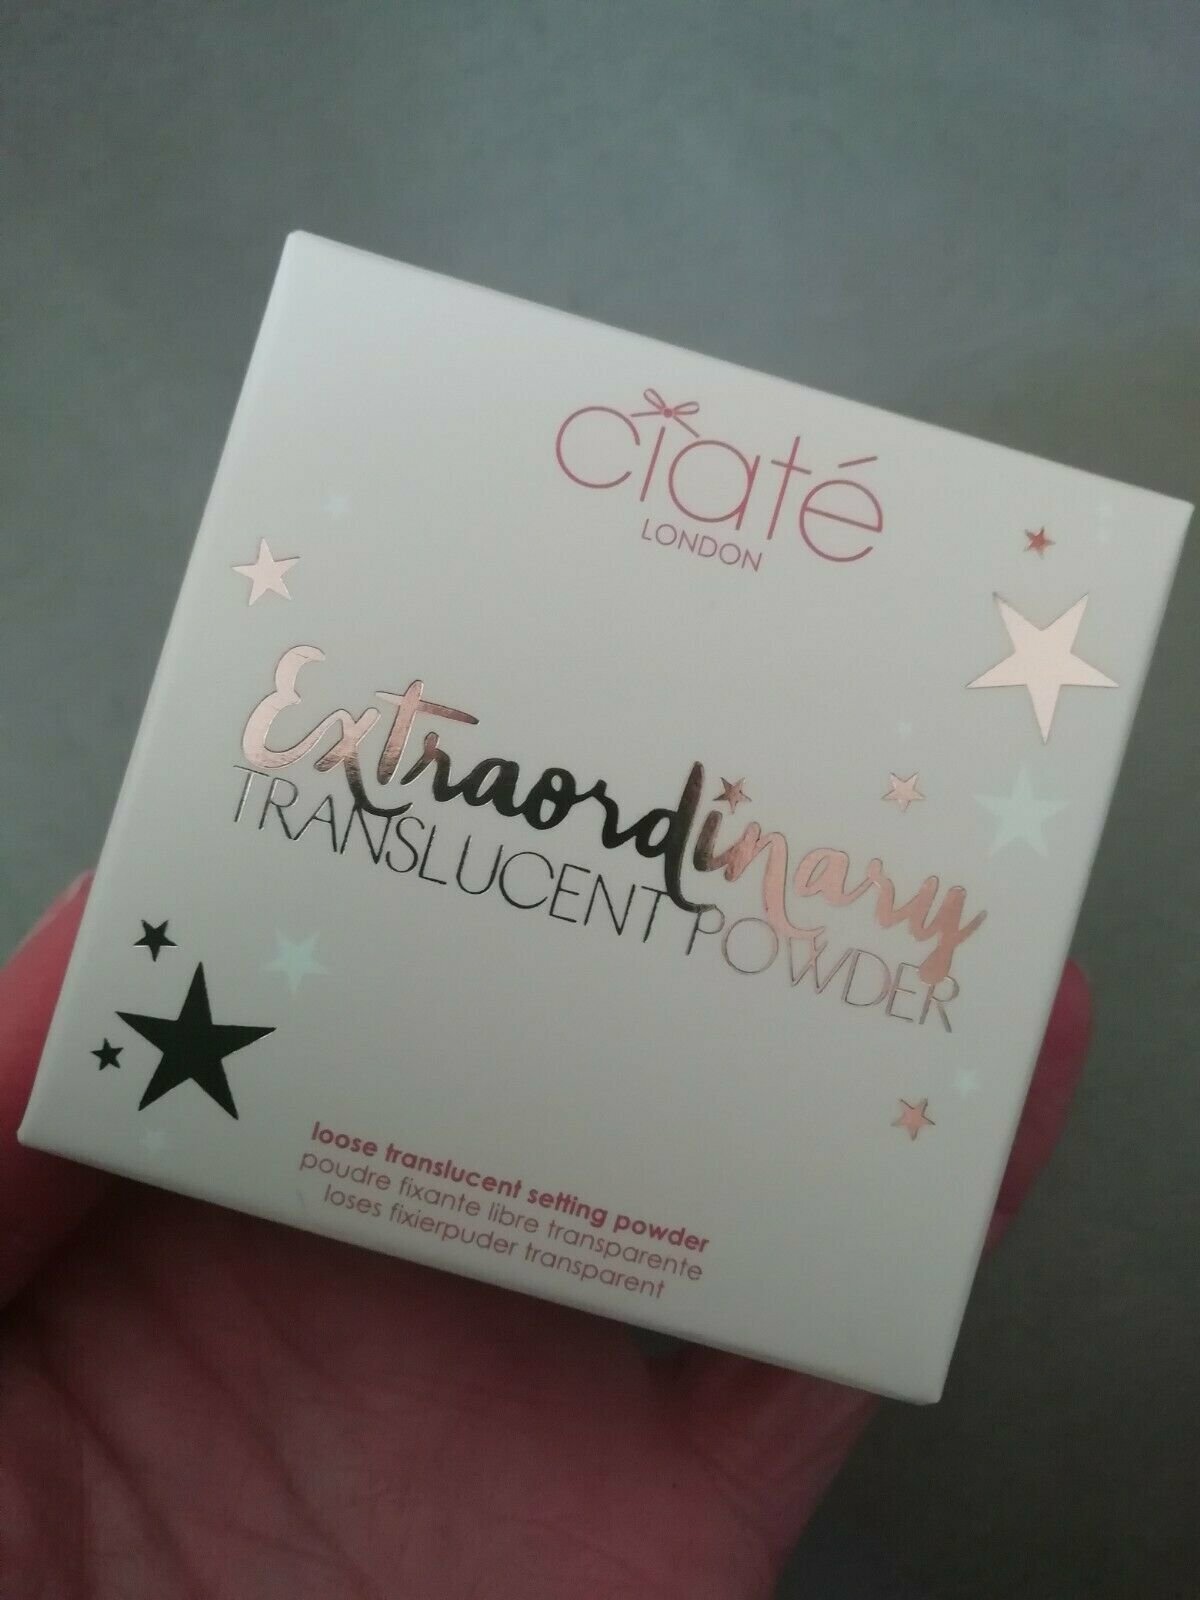 ciaté
LONDON
Extraordinary
TRANSLUCENT POWDER
loose translucent setting powder
poudre fixante libre transparente
loses fixierpuder transparent